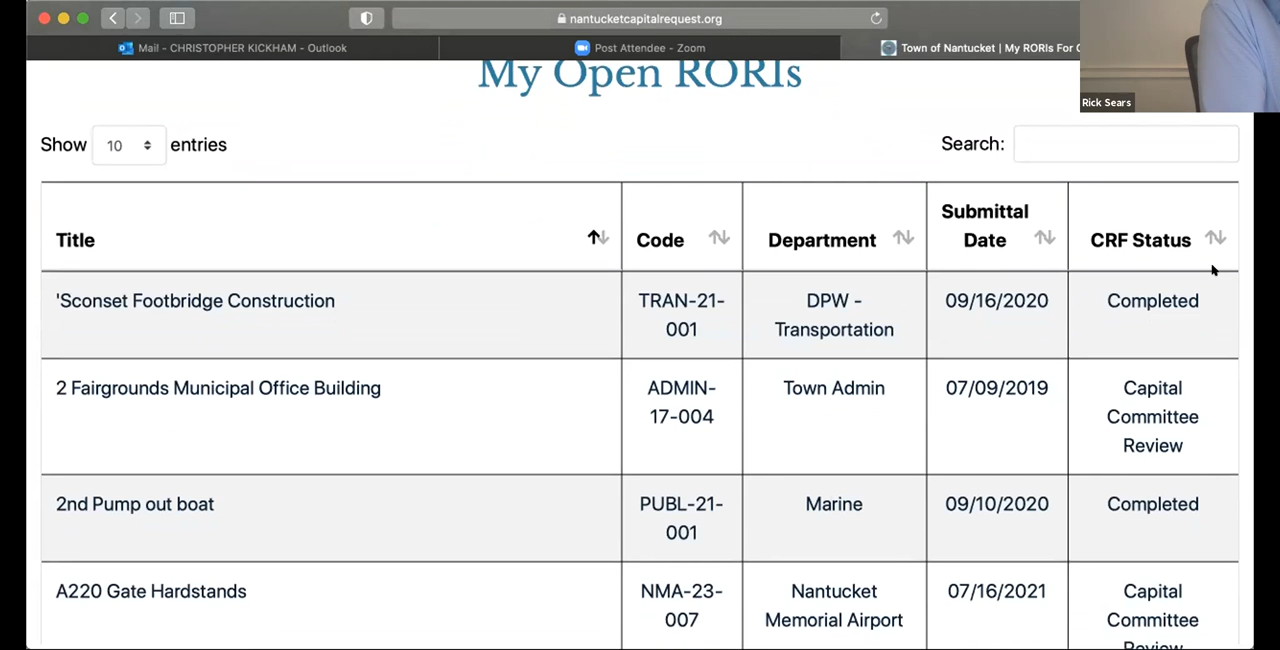 nantucketcapitalrequest.org
Mail - CHRISTOPHER KICKHAM - Outlook
Post Attendee - Zoom
Town of Nantucket | My RORIs For
Rick Sears
My Open RORIs
Show 10 entries
Search:
Title
Code
Department
Submittal
Date
CRF Status
'Sconset Footbridge Construction
TRAN-21-
001
DPW -
Transportation
09/16/2020
Completed
2 Fairgrounds Municipal Office Building
ADMIN-
17-004
Town Admin
07/09/2019
Capital
Committee
Review
2nd Pump out boat
PUBL-21-
001
Marine
09/10/2020
Completed
A220 Gate Hardstands
NMA-23-
007
Nantucket
Memorial Airport
07/16/2021
Capital
Committee
Review